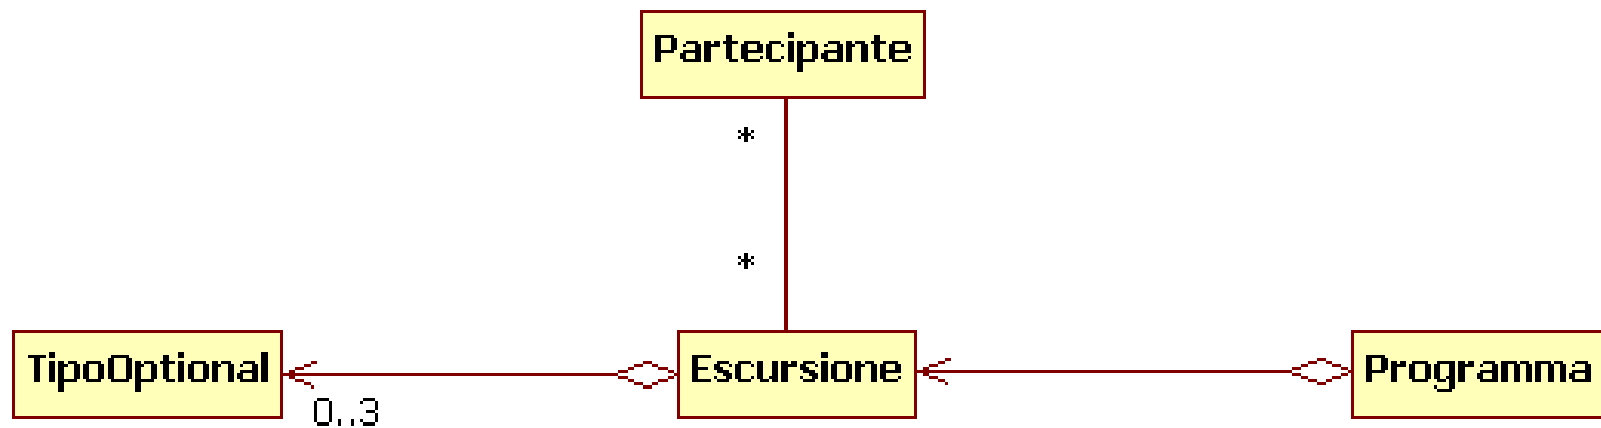 Partecipante
*
*
TipoOptional
Escursione
Programma
0..3